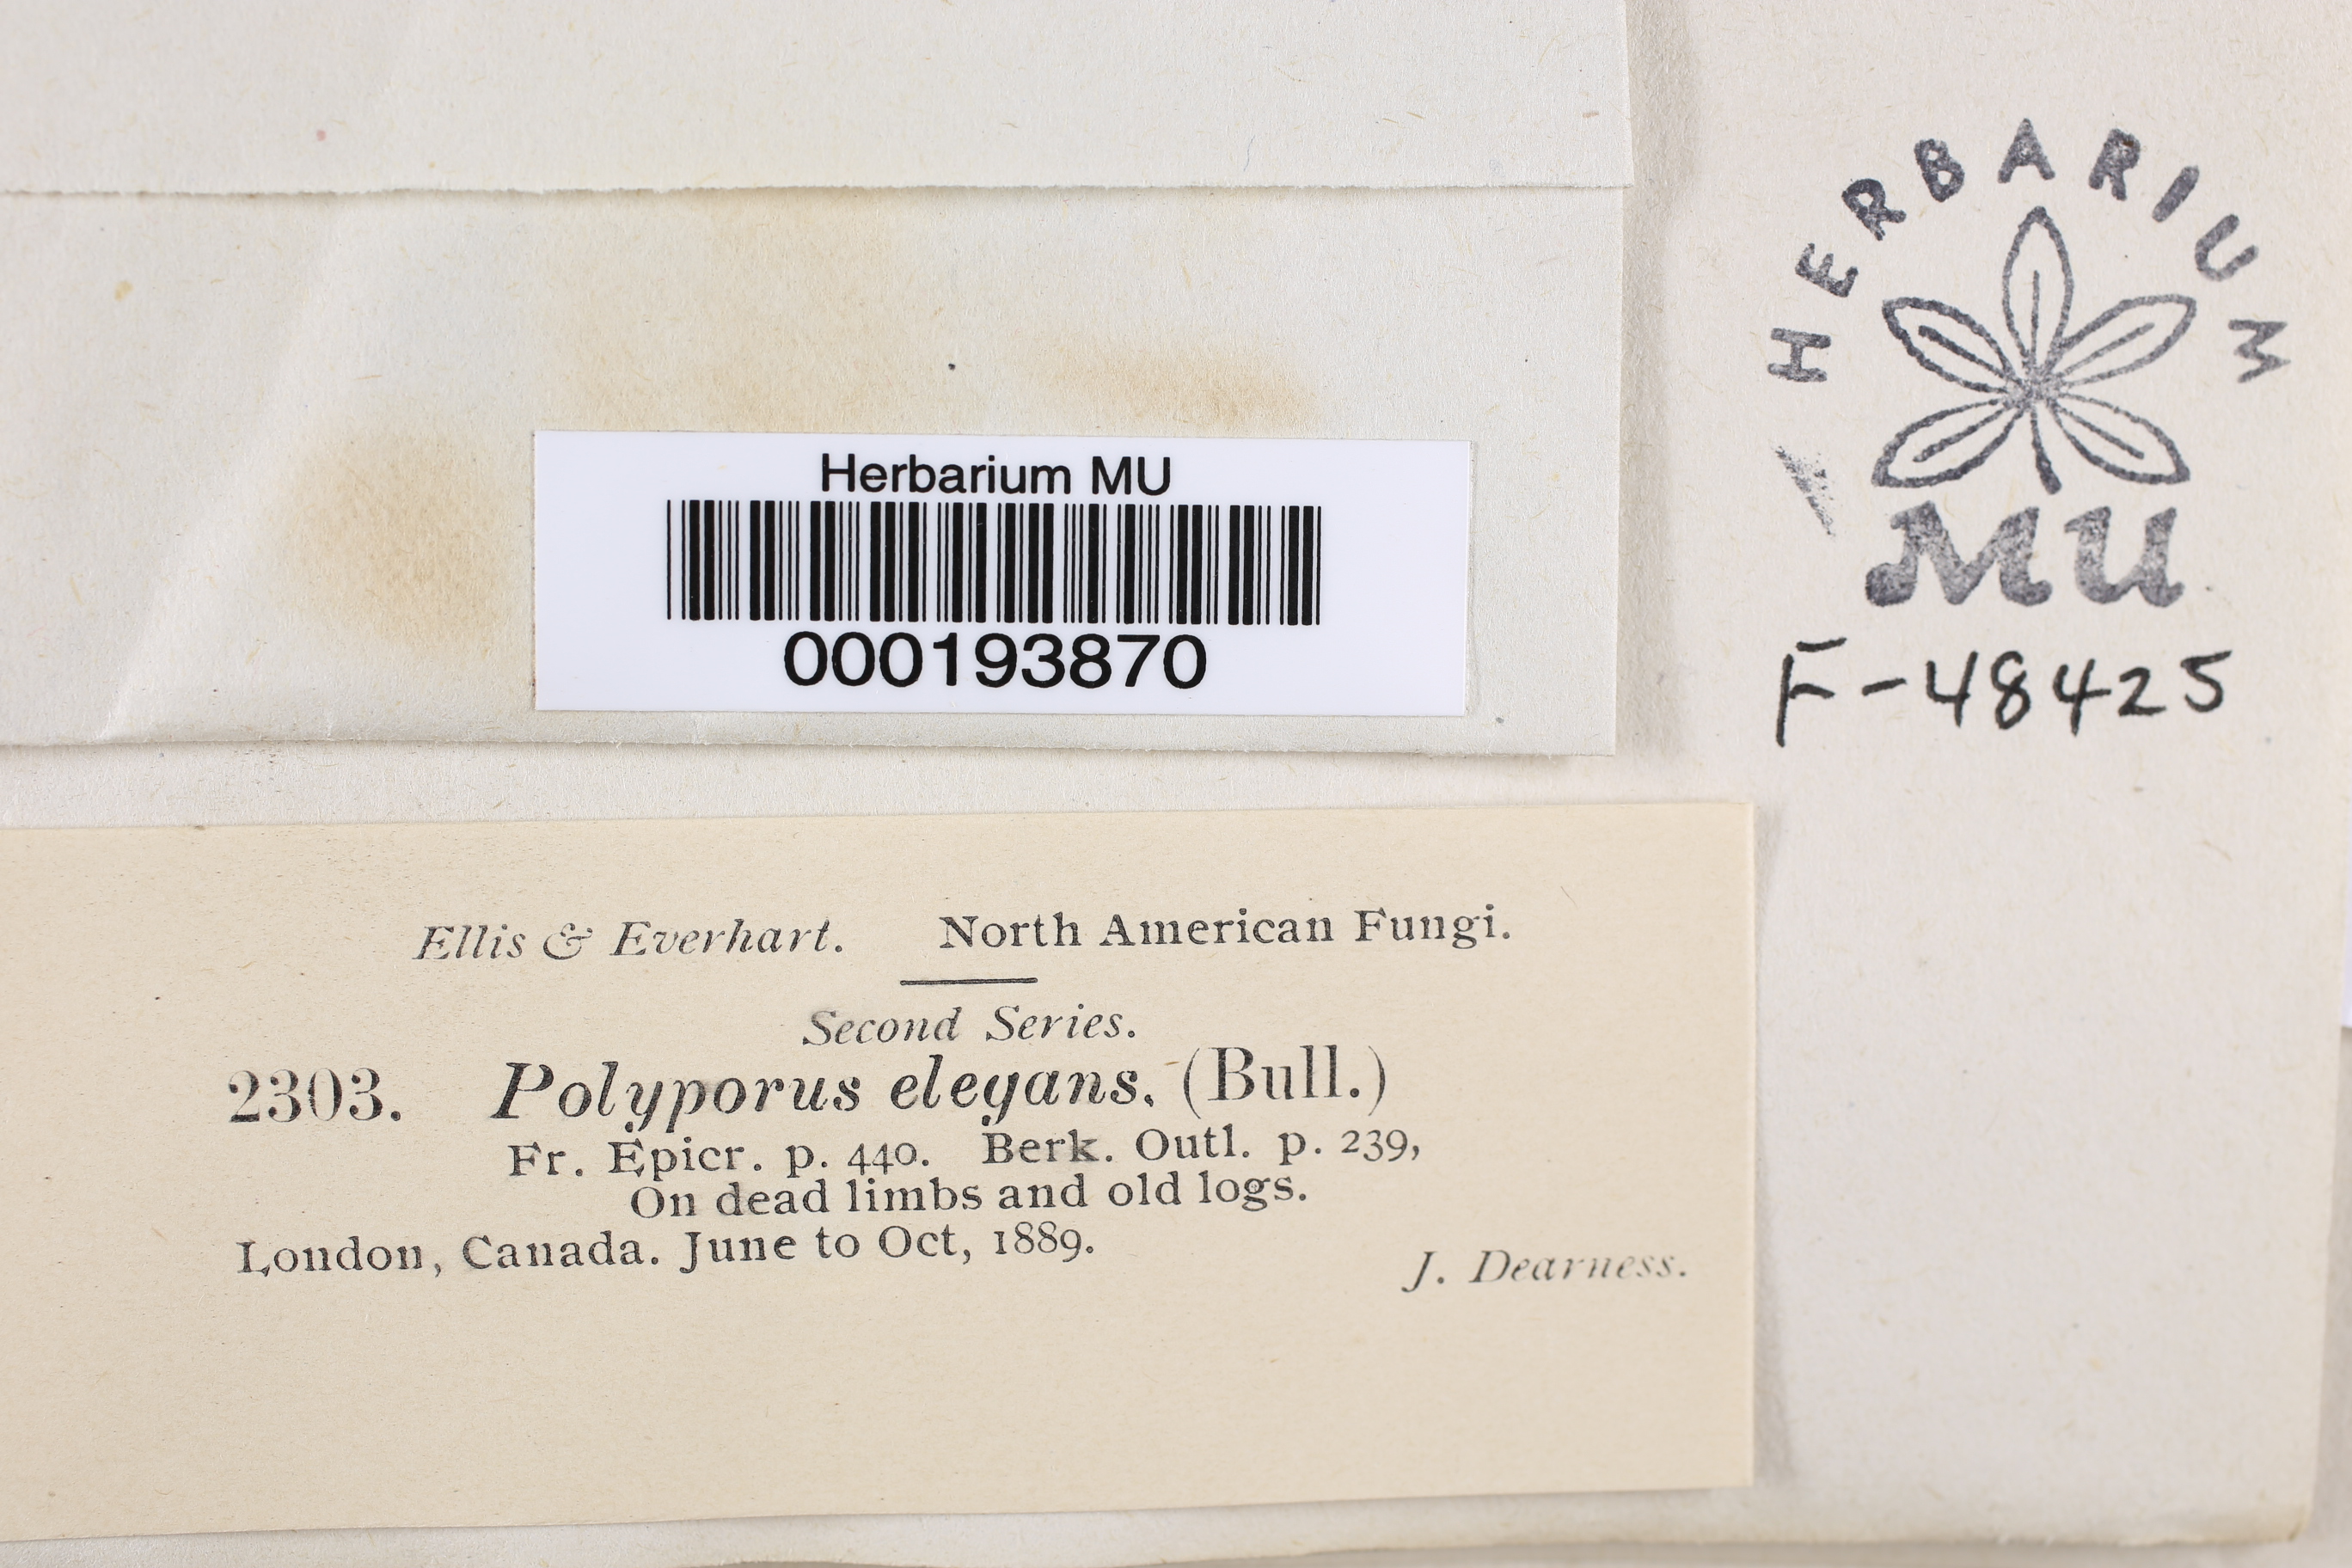 HERBARIUM
MU
F-48425
Herbarium MU
000193870
Ellis & Everhart. North American Fungi.
Second Series.
2303. Polyporus elegans, (Bull.)
Fr. Epicr. p. 440. Berk. Outl. p. 239,
On dead limbs and old logs.
London, Canada. June to Oct, 1889.
J. Dearness.